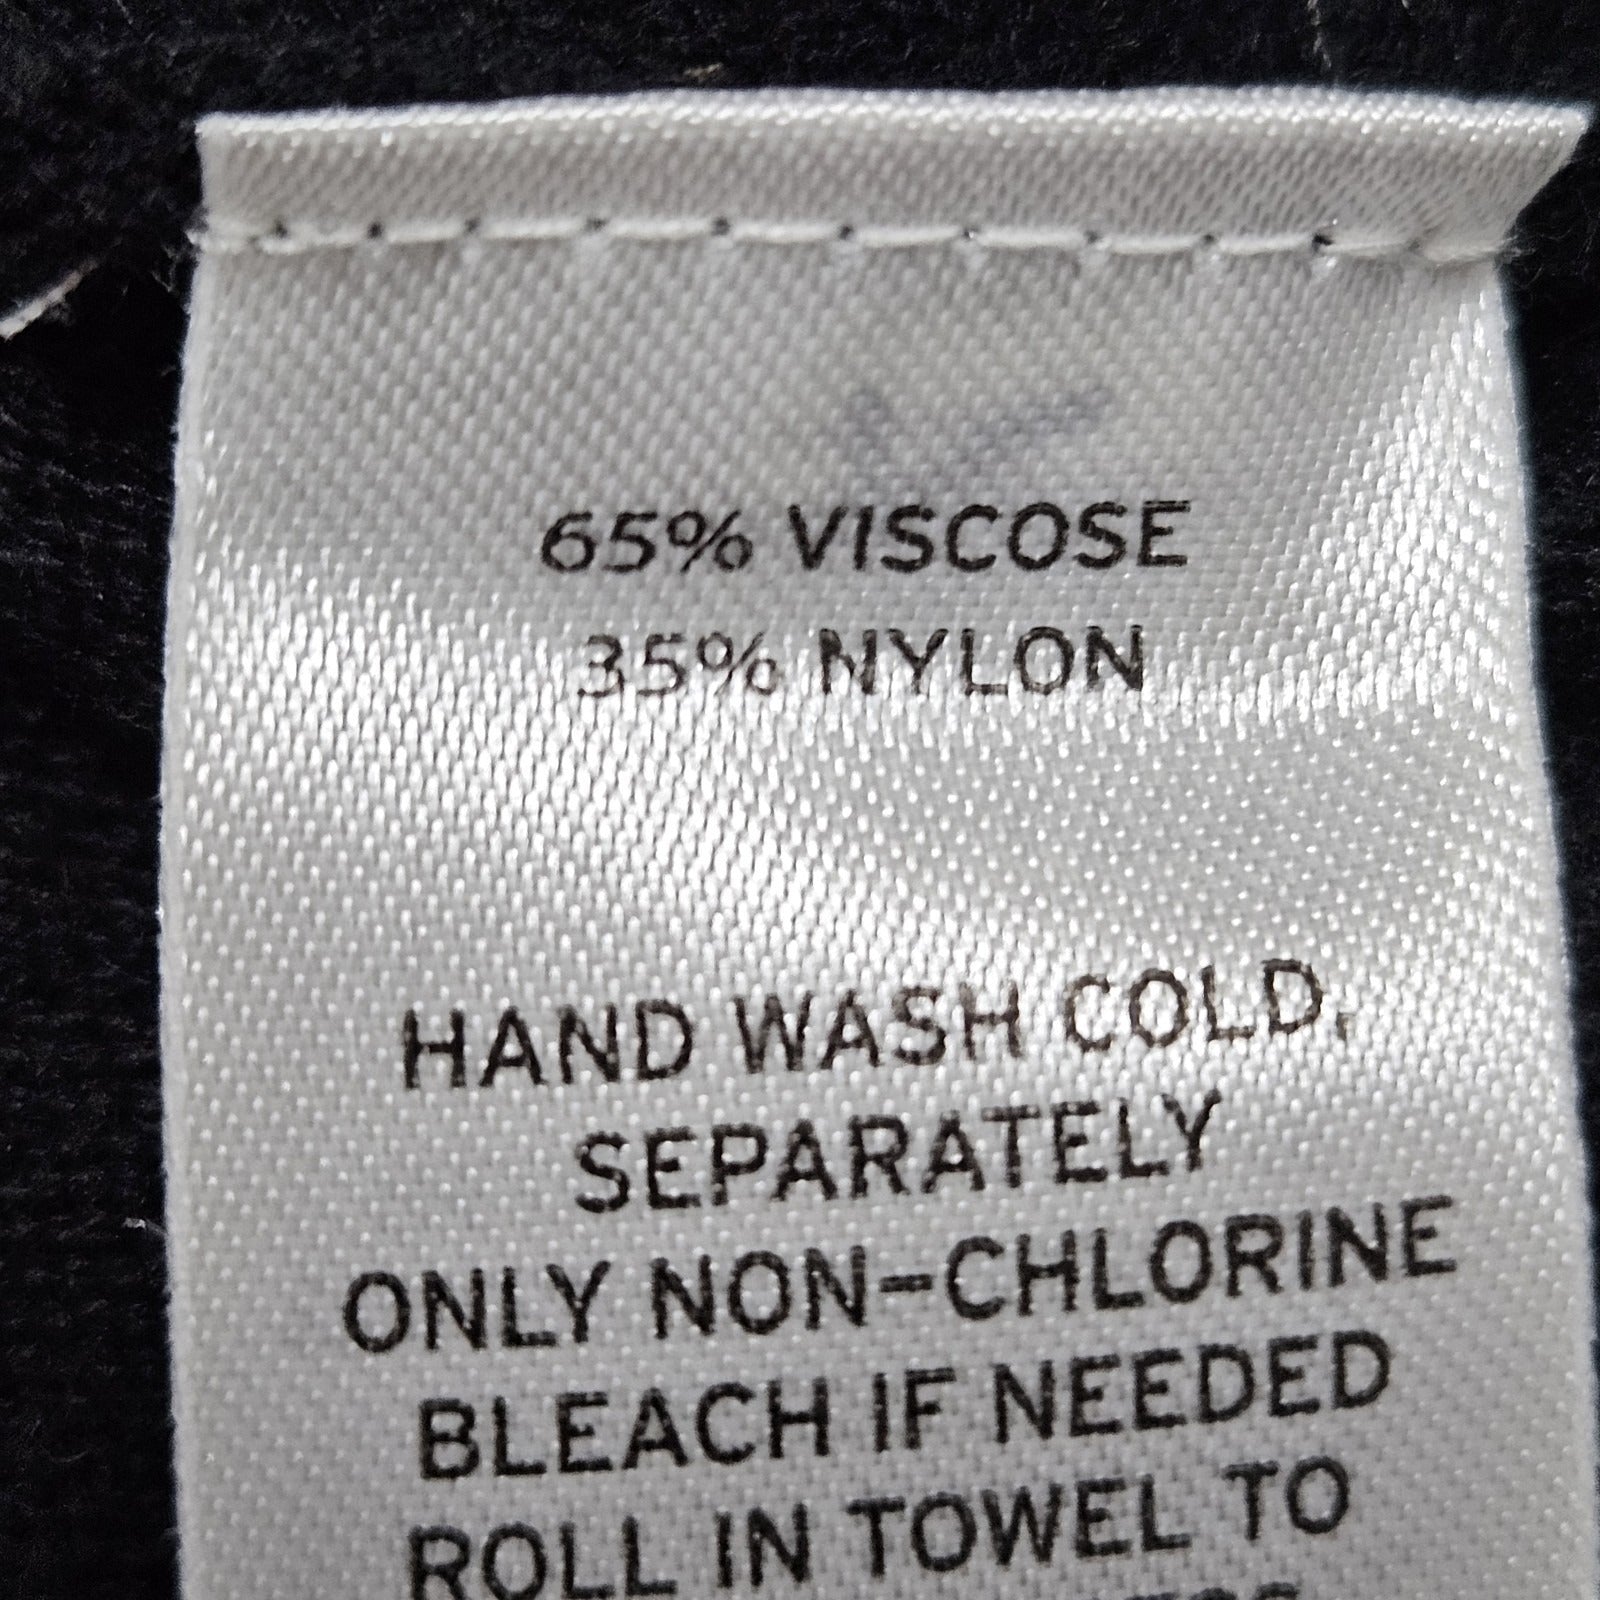 65% VISCOSE
35% NYLON
HAND WASH COLD,
SEPARATELY
ONLY NON-CHLORINE
BLEACH IF NEEDED
ROLL IN TOWEL TO